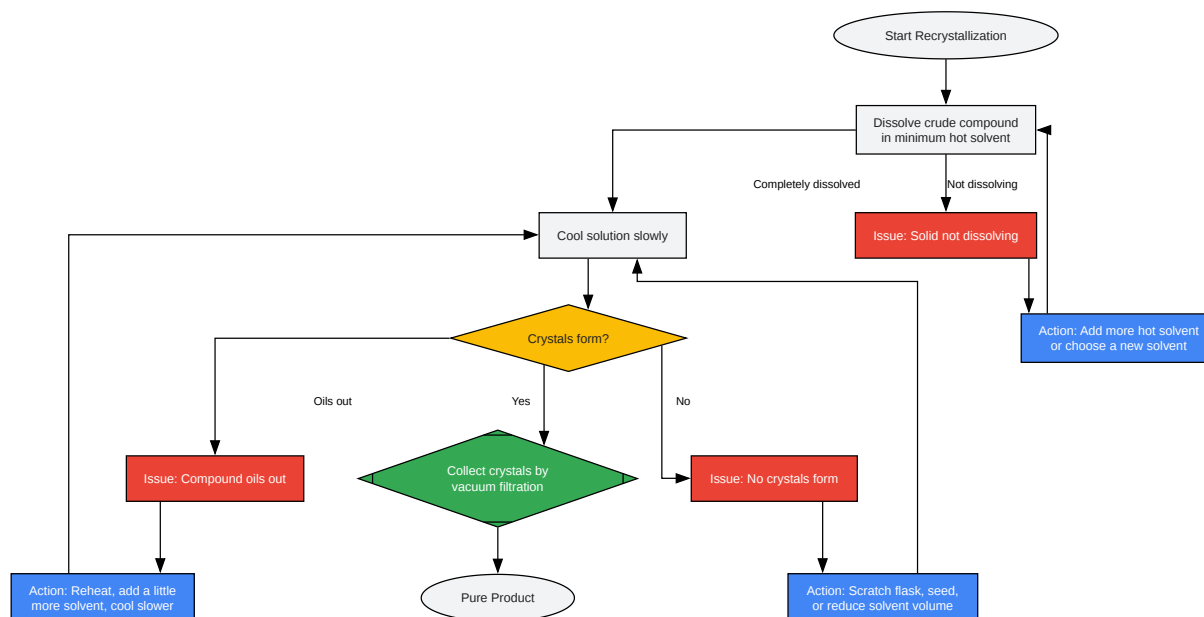 Start Recrystallization
Dissolve crude compound
in minimum hot solvent
Completely dissolved
Not dissolving
Cool solution slowly
Issue: Solid not dissolving
Action: Add more hot solvent
or choose a new solvent
Crystals form?
Oils out
Yes
No
Issue: Compound oils out
Collect crystals by
vacuum filtration
Issue: No crystals form
Action: Reheat, add a little
more solvent, cool slower
Pure Product
Action: Scratch flask, seed,
or reduce solvent volume